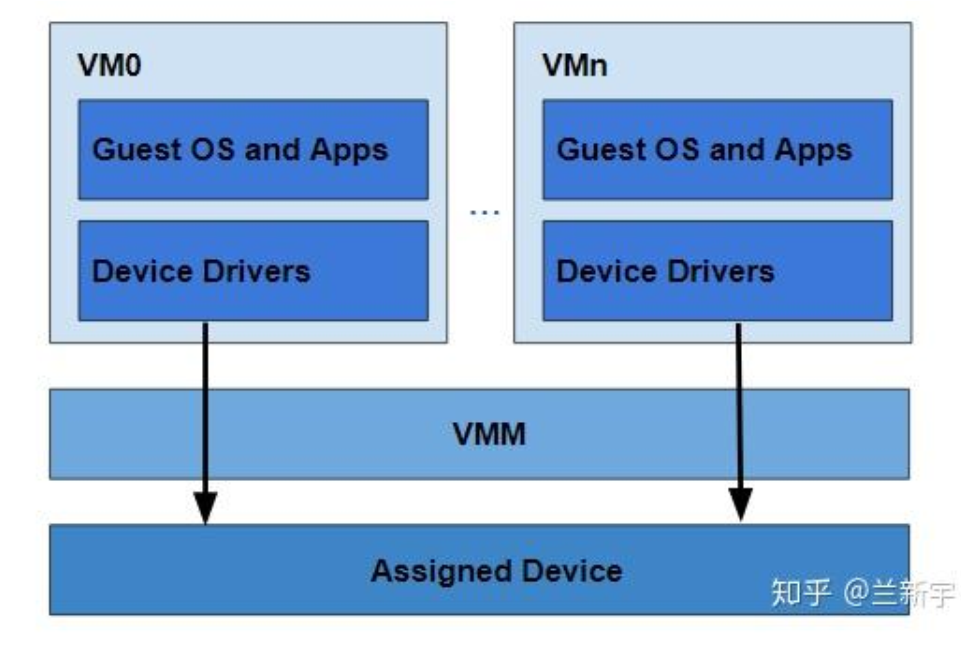 VM0
Guest OS and Apps
Device Drivers
...
VMn
Guest OS and Apps
Device Drivers
VMM
Assigned Device
知乎 @兰新宇